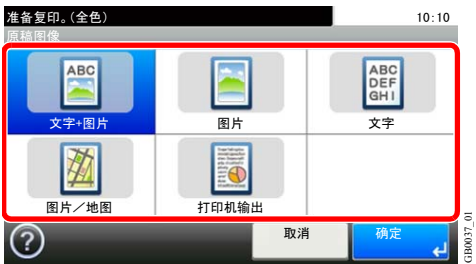 准备复印。(全色)
10:10
原稿图像
ABC
ABC
DEF
GHI
文字+图片
图片
文字
图片／地图
打印机输出
?
取消
确定
GB0037_01